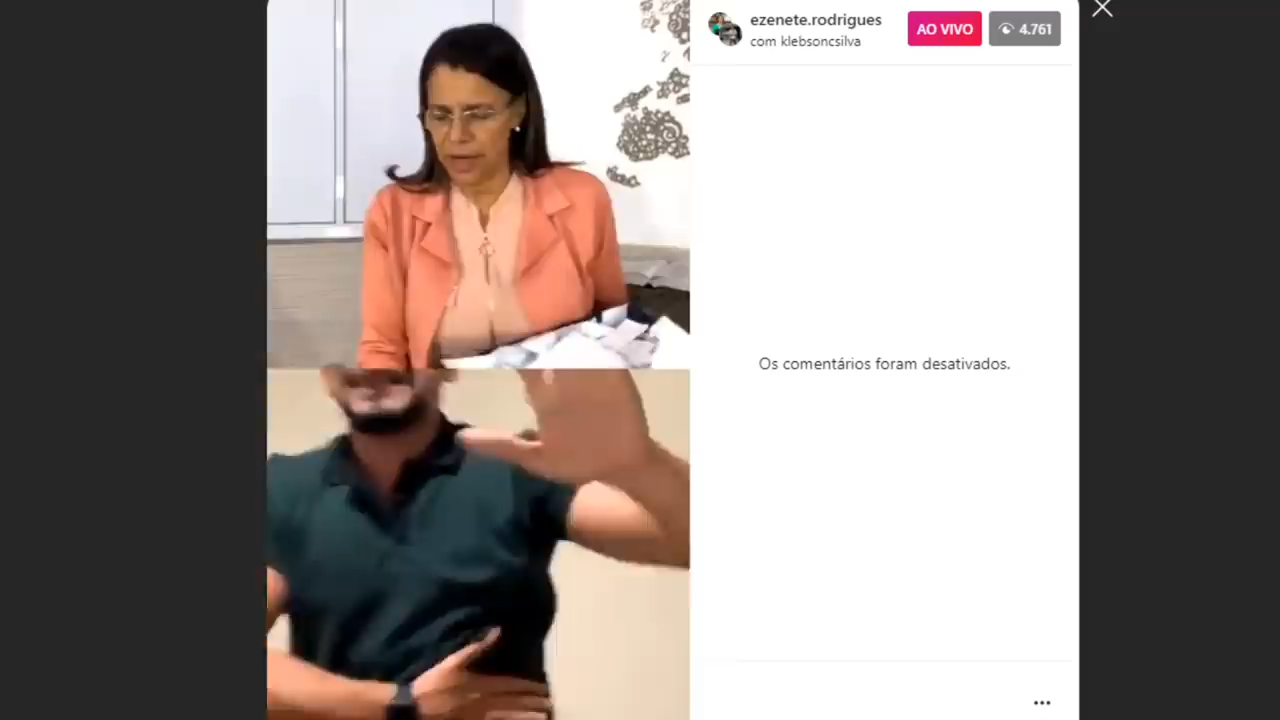 ezenete.rodrigues
com klebsoncsilva
AO VIVO
4.761
Os comentários foram desativados.